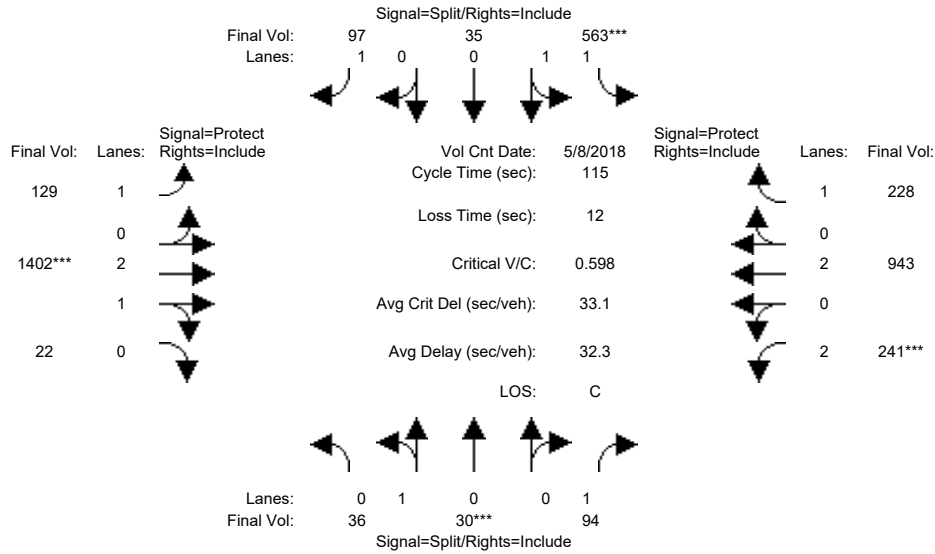 Signal=Split/Rights=Include
Final Vol: 97 35 563***
Lanes: 1 0 0 1 1
Signal=Protect Signal=Protect
Final Vol: Lanes: Rights=Include Vol Cnt Date: 5/8/2018 Rights=Include Lanes: Final Vol:
Cycle Time (sec): 115
129 1 1 228
Loss Time (sec): 12
0 0
1402*** 2 Critical V/C: 0.598 2 943
1 Avg Crit Del (sec/veh): 33.1 0
22 0 Avg Delay (sec/veh): 32.3 2 241***
LOS: C
Lanes: 0 1 0 0 1
Final Vol: 36 30*** 94
Signal=Split/Rights=Include